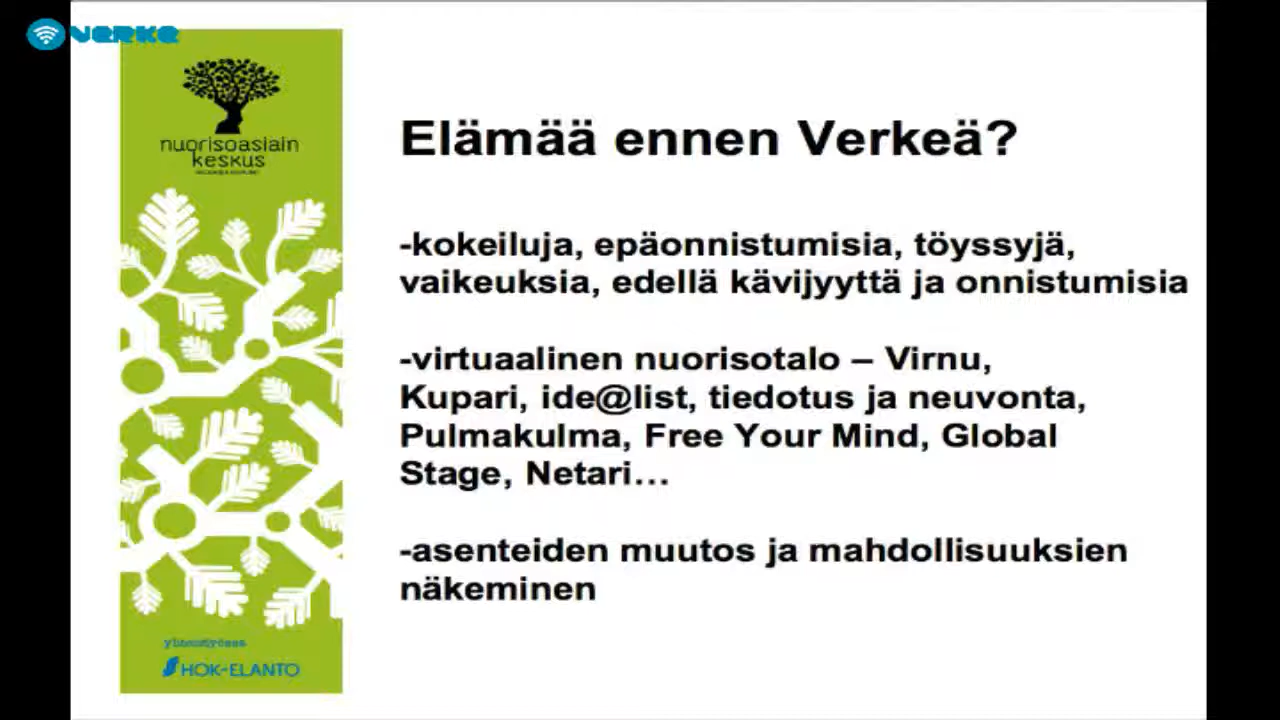 verke
nuorisoasiain
keskus
Elämää ennen Verkeä?
-kokeiluja, epäonnistumisia, töyssyjä,
vaikeuksia, edellä kävijyyttä ja onnistumisia
-virtuaalinen nuorisotalo – Virnu,
Kupari, ide@list, tiedotus ja neuvonta,
Pulmakulma, Free Your Mind, Global
Stage, Netari…
-asenteiden muutos ja mahdollisuuksien
näkeminen
yhteistyössä
HOK-ELANTO